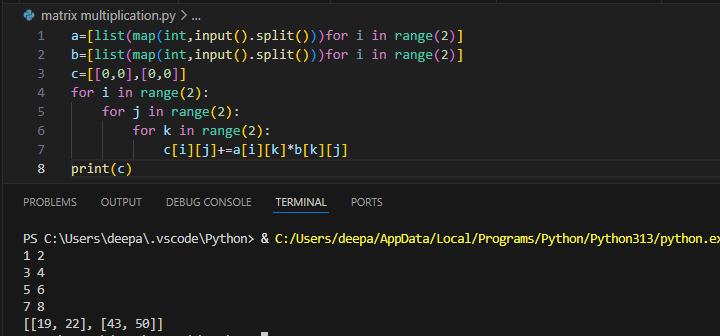 matrix multiplication.py > ...
1 a=[list(map(int,input().split()))for i in range(2)]
2 b=[list(map(int,input().split()))for i in range(2)]
3 c=[[0,0],[0,0]]
4 for i in range(2):
5     for j in range(2):
6         for k in range(2):
7             c[i][j]+=a[i][k]*b[k][j]
8 print(c)
PROBLEMS OUTPUT DEBUG CONSOLE TERMINAL PORTS
PS C:\Users\deepa\.vscode\Python> & C:/Users/deepa/AppData/Local/Programs/Python/Python313/python.ex
1 2
3 4
5 6
7 8
[[19, 22], [43, 50]]